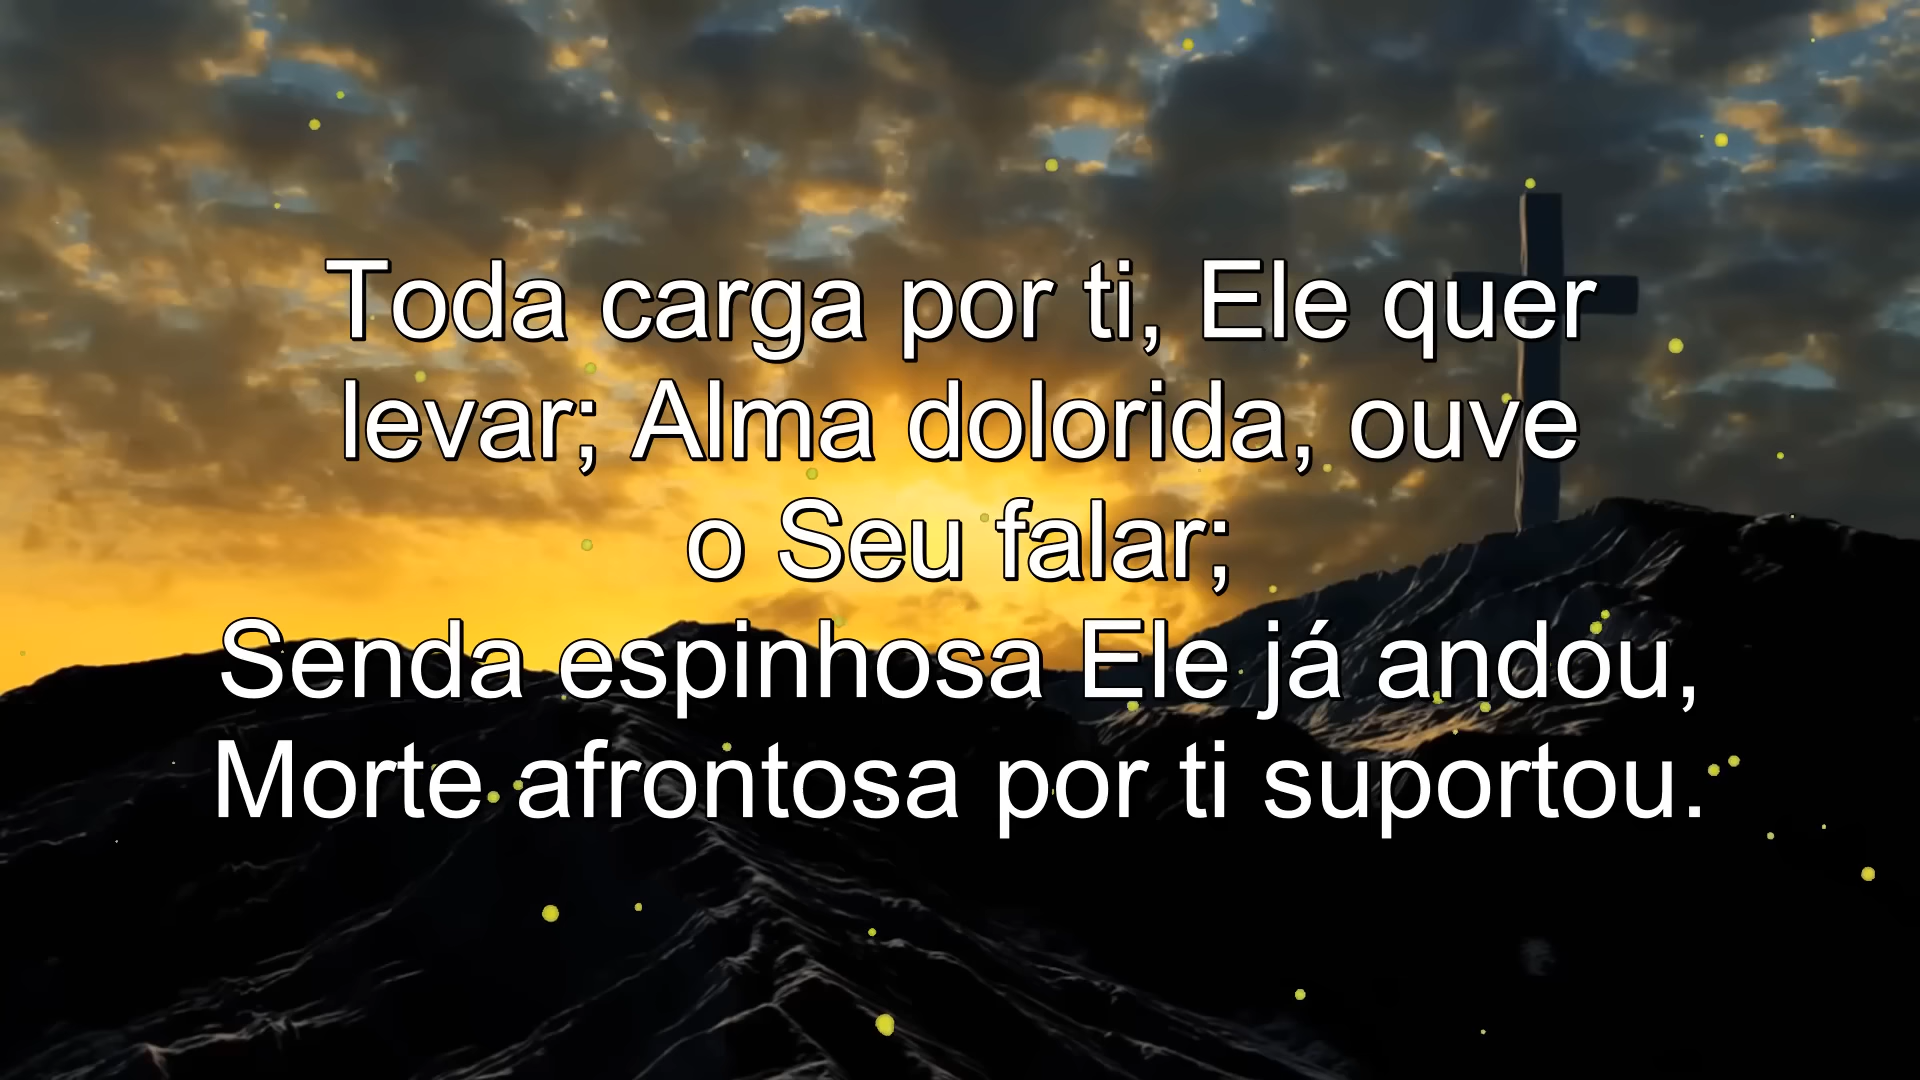 Toda carga por ti, Ele quer
levar; Alma dolorida, ouve
o Seu falar;
Senda espinhosa Ele já andou,
Morte afrontosa por ti suportou.